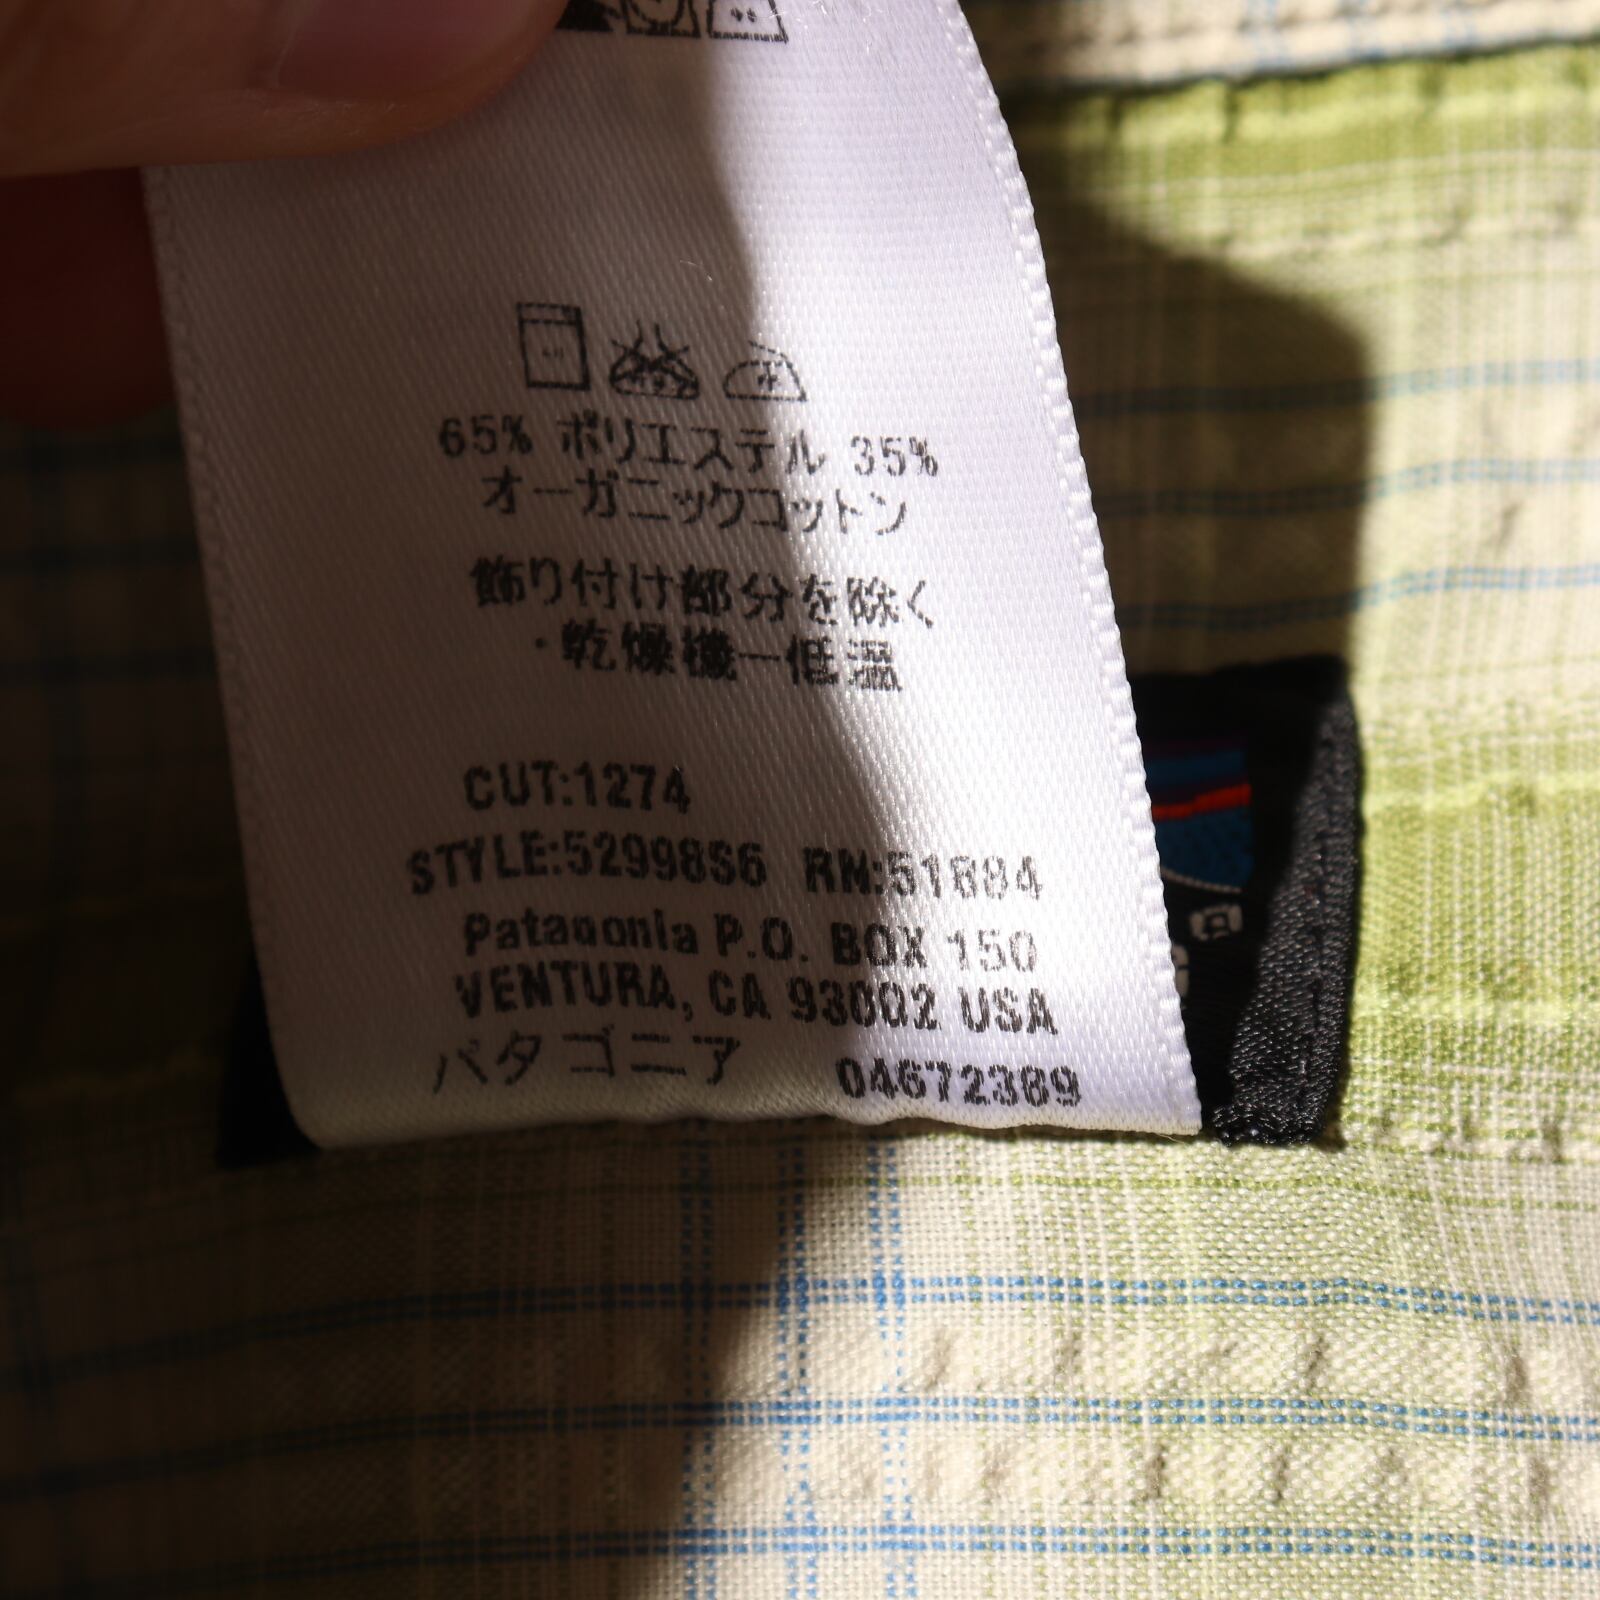 65% ポリエステル 35%
オーガニックコットン
飾り付け部分を除く
・乾燥機ー低温
CUT:1274
STYLE:52998S6 RN:51884
Patagonia P.O. BOX 150
VENTURA, CA 93002 USA
パタゴニア 04672389